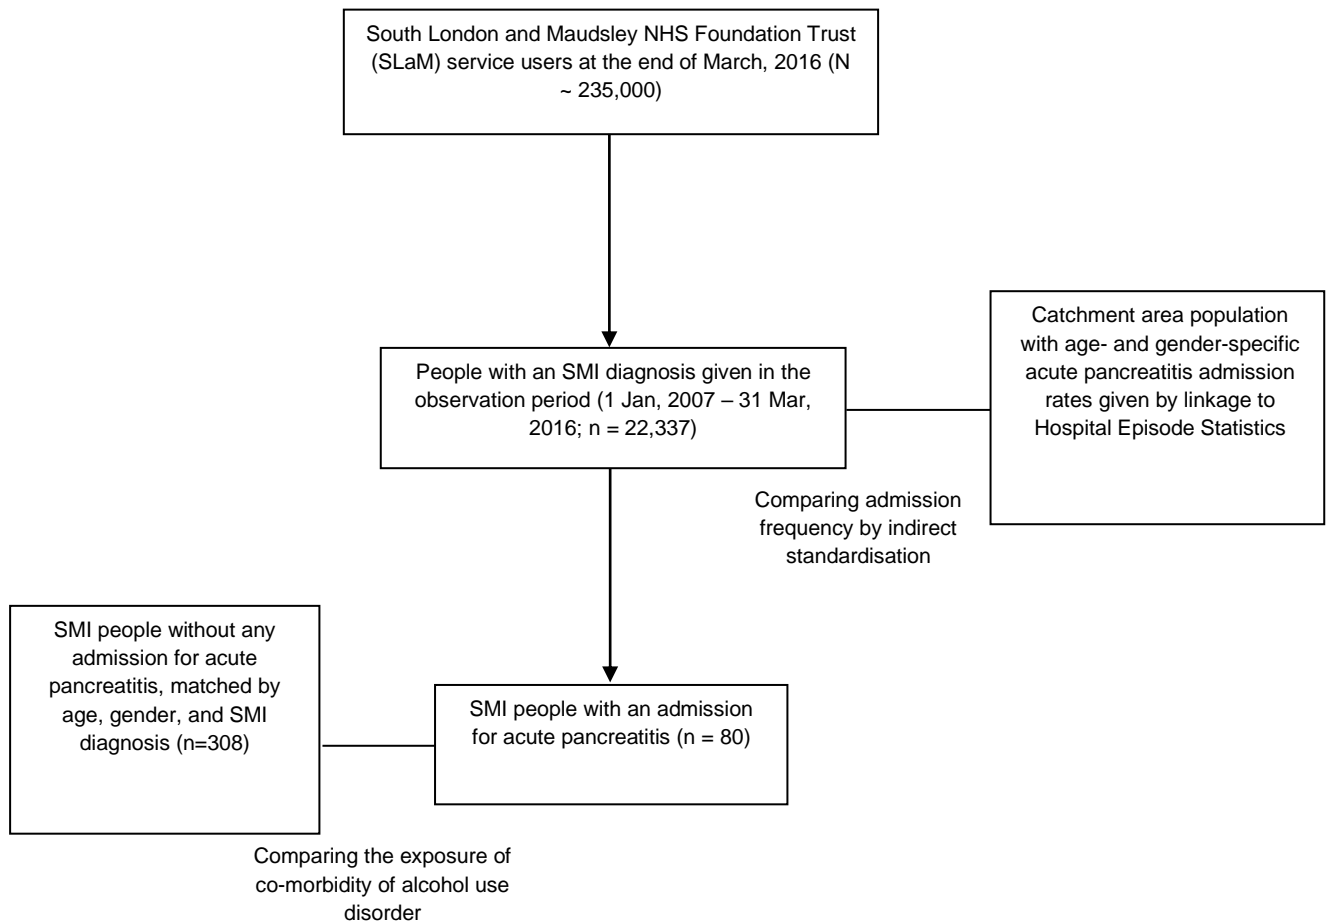 South London and Maudsley NHS Foundation Trust
(SLaM) service users at the end of March, 2016 (N
~ 235,000)
People with an SMI diagnosis given in the
observation period (1 Jan, 2007 – 31 Mar,
2016; n = 22,337)
Catchment area population
with age- and gender-specific
acute pancreatitis admission
rates given by linkage to
Hospital Episode Statistics
Comparing admission
frequency by indirect
standardisation
SMI people without any
admission for acute
pancreatitis, matched by
age, gender, and SMI
diagnosis (n=308)
SMI people with an admission
for acute pancreatitis (n = 80)
Comparing the exposure of
co-morbidity of alcohol use
disorder